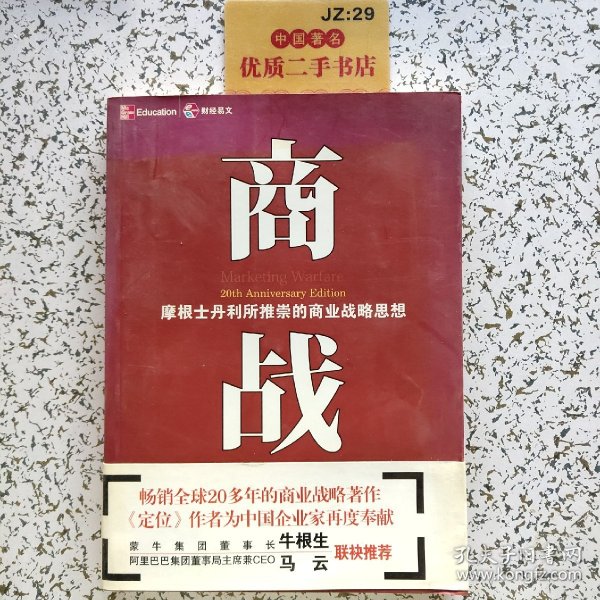 JZ:29
中国著名
优质二手书店
Education 财经易文
商
Marketing Warfare
20th Anniversary Edition
摩根士丹利所推崇的商业战略思想
战
畅销全球20多年的商业战略著作
《定位》作者为中国企业家再度奉献
蒙牛集团董事长 牛根生
阿里巴巴集团董事局主席兼CEO 马云
联袂推荐
孔夫子旧书网